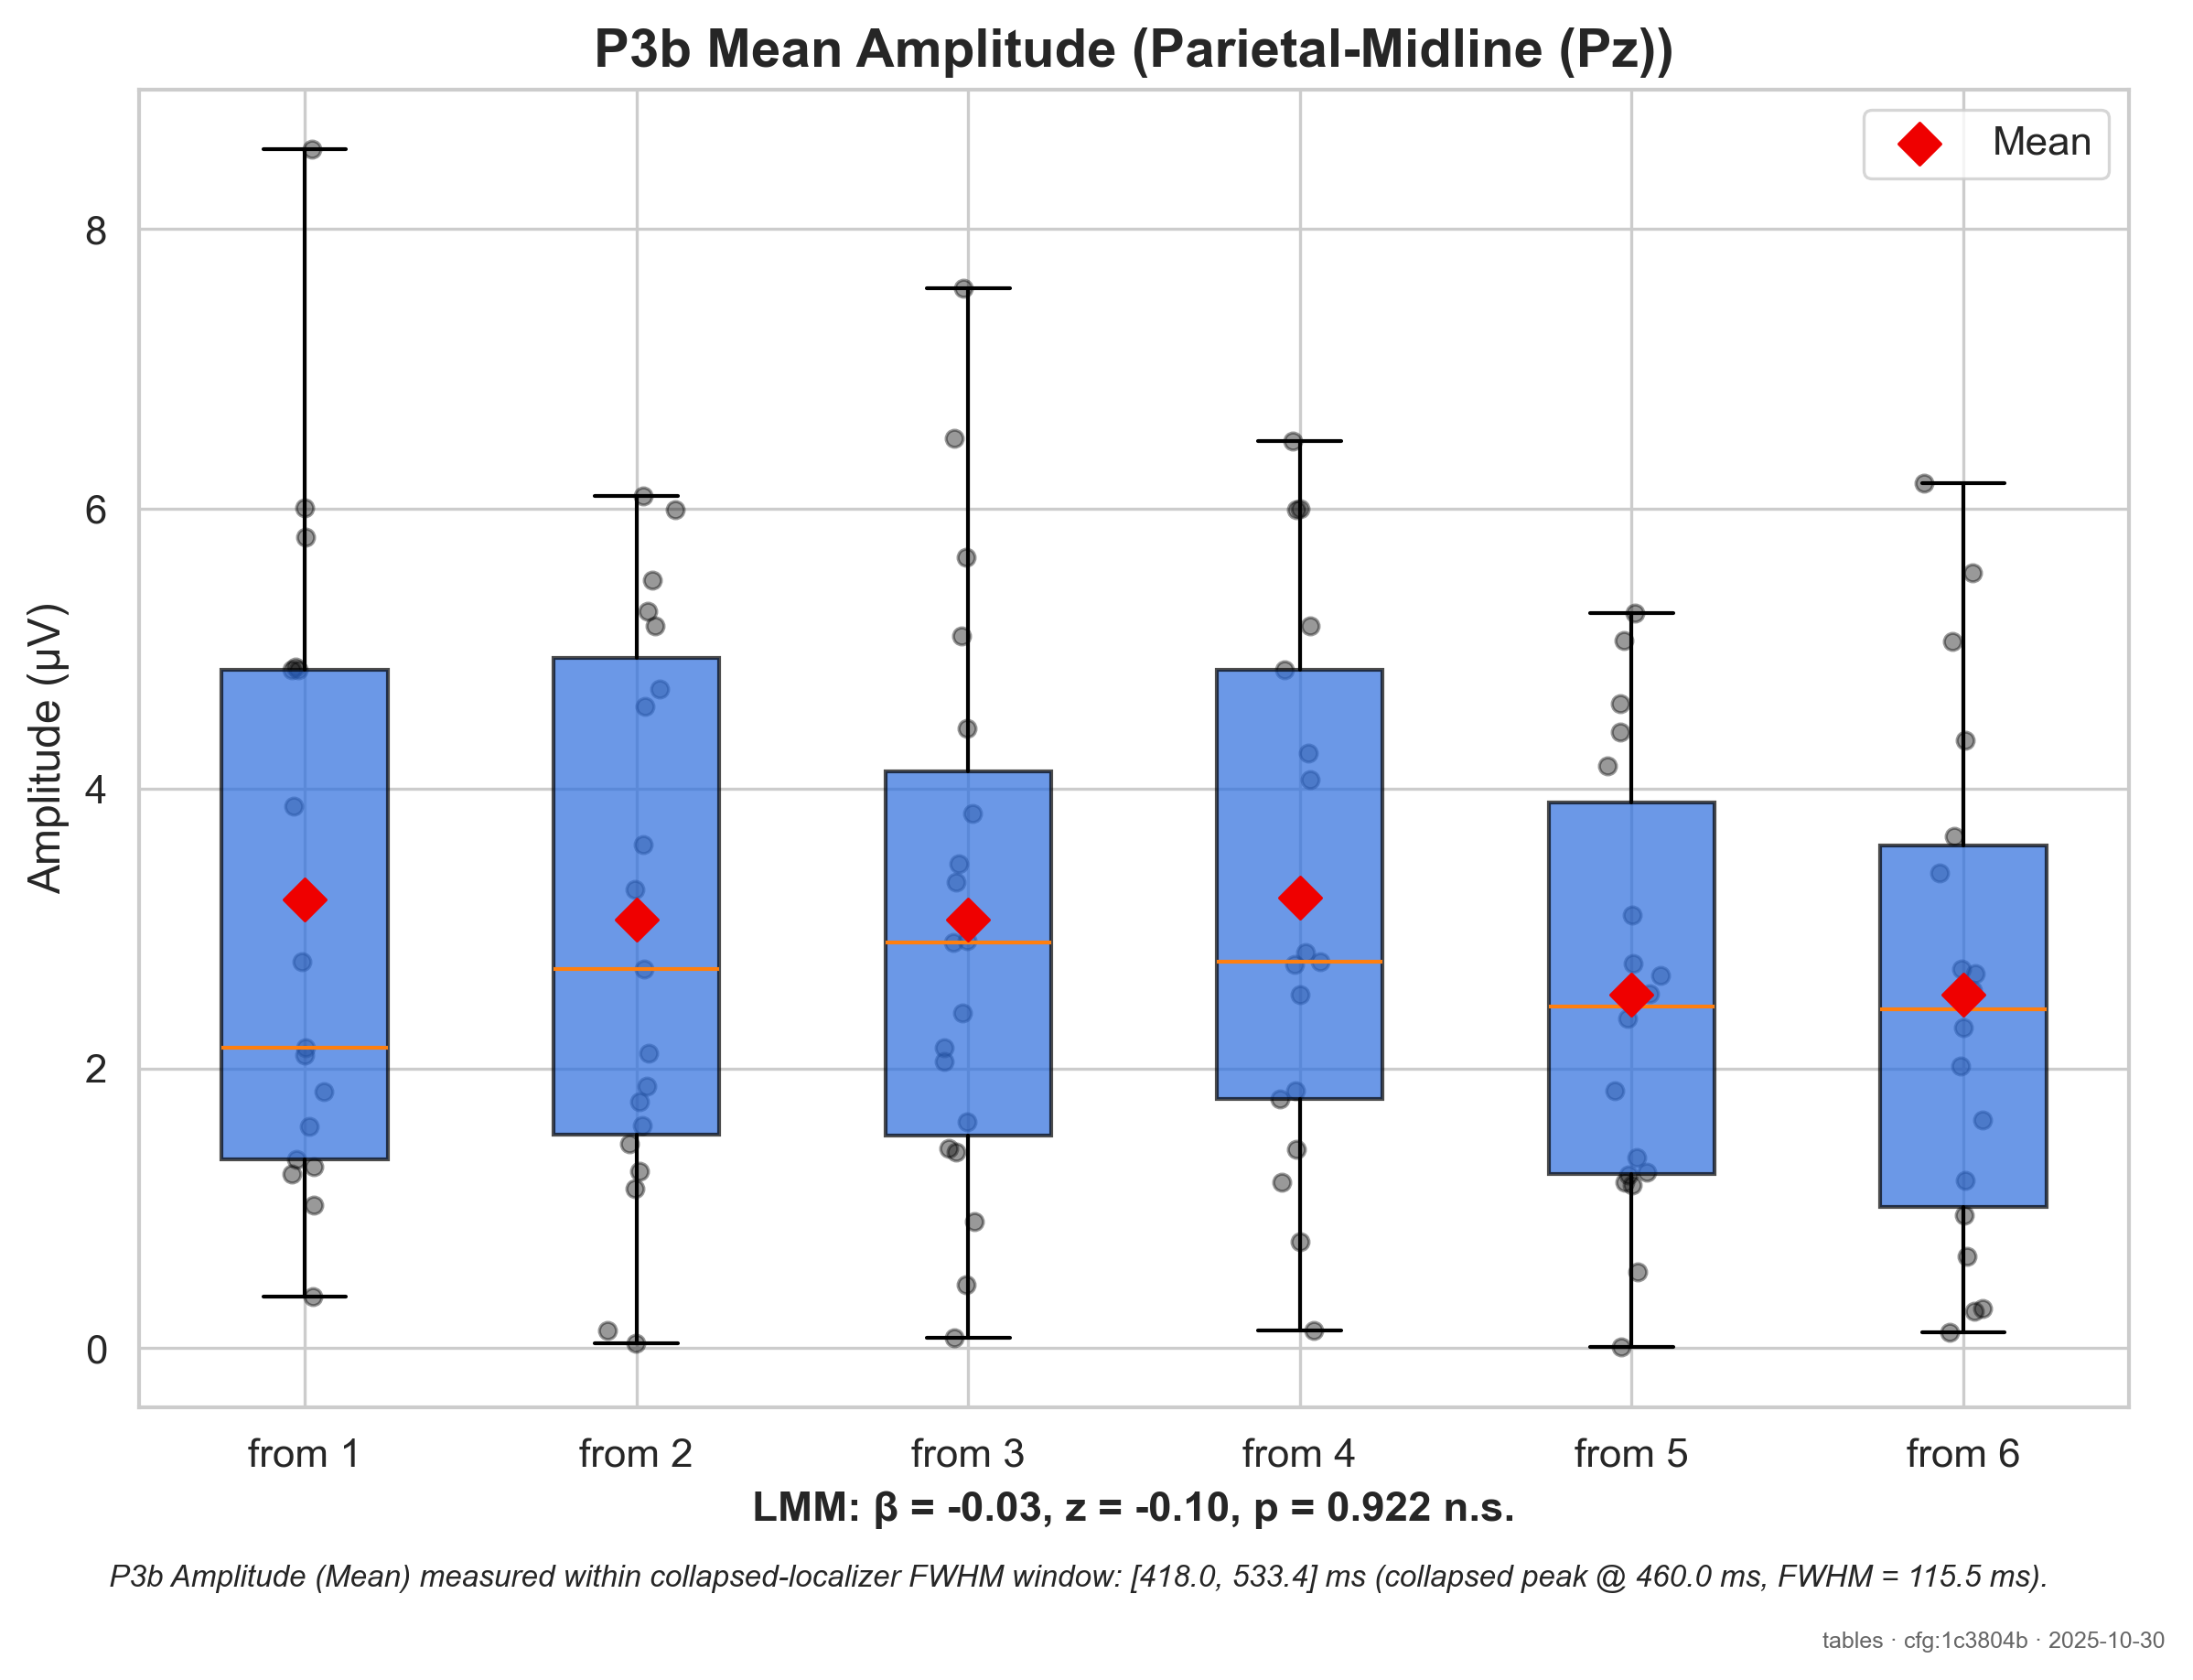 P3b Mean Amplitude (Parietal-Midline (Pz))
Mean
Amplitude (µV)
8
6
4
2
0
from 1 from 2 from 3 from 4 from 5 from 6
LMM: β = -0.03, z = -0.10, p = 0.922 n.s.
P3b Amplitude (Mean) measured within collapsed-localizer FWHM window: [418.0, 533.4] ms (collapsed peak @ 460.0 ms, FWHM = 115.5 ms).
tables · cfg:1c3804b · 2025-10-30